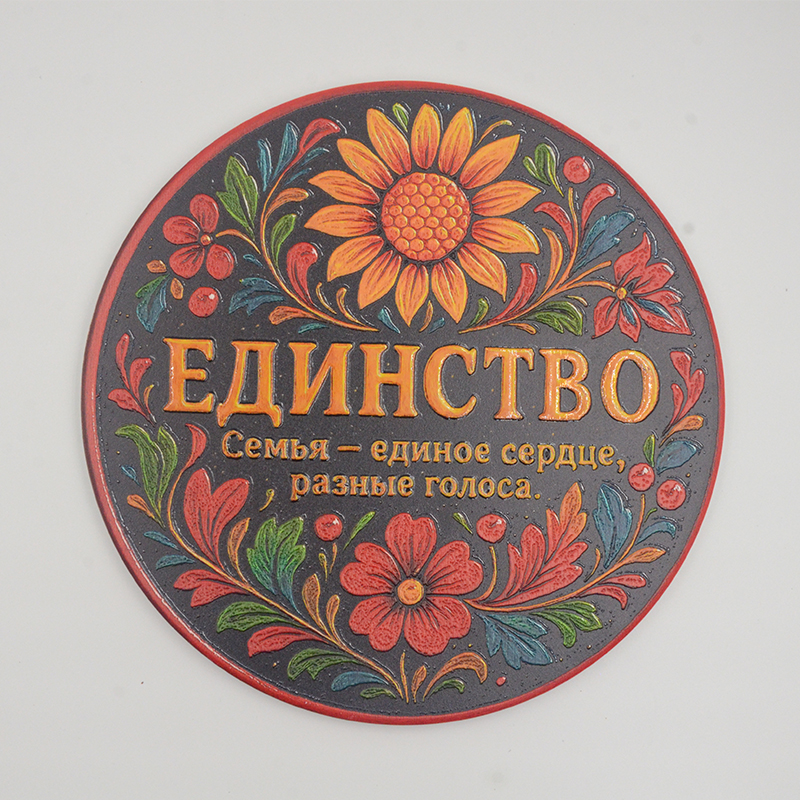 ЕДИНСТВО
Семья – единое сердце,
разные голоса.